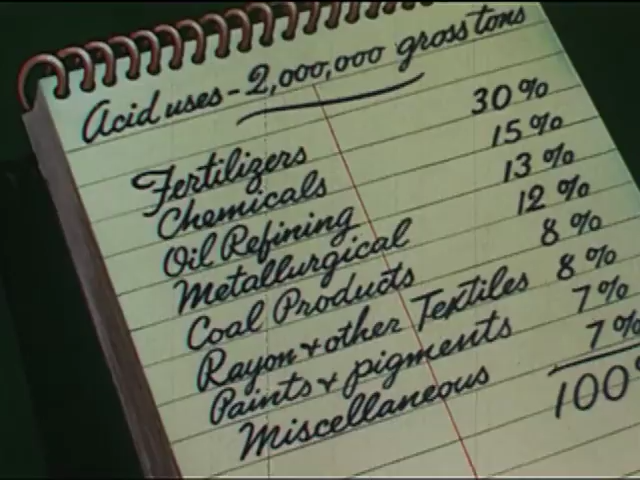 Acid uses - 2,000,000 gross tons
Fertilizers 30%
Chemicals 15%
Oil Refining 13%
Metallurgical 12%
Coal Products 8%
Rayon & other Textiles 8%
Paints & pigments 7%
Miscellaneous 7%
100%